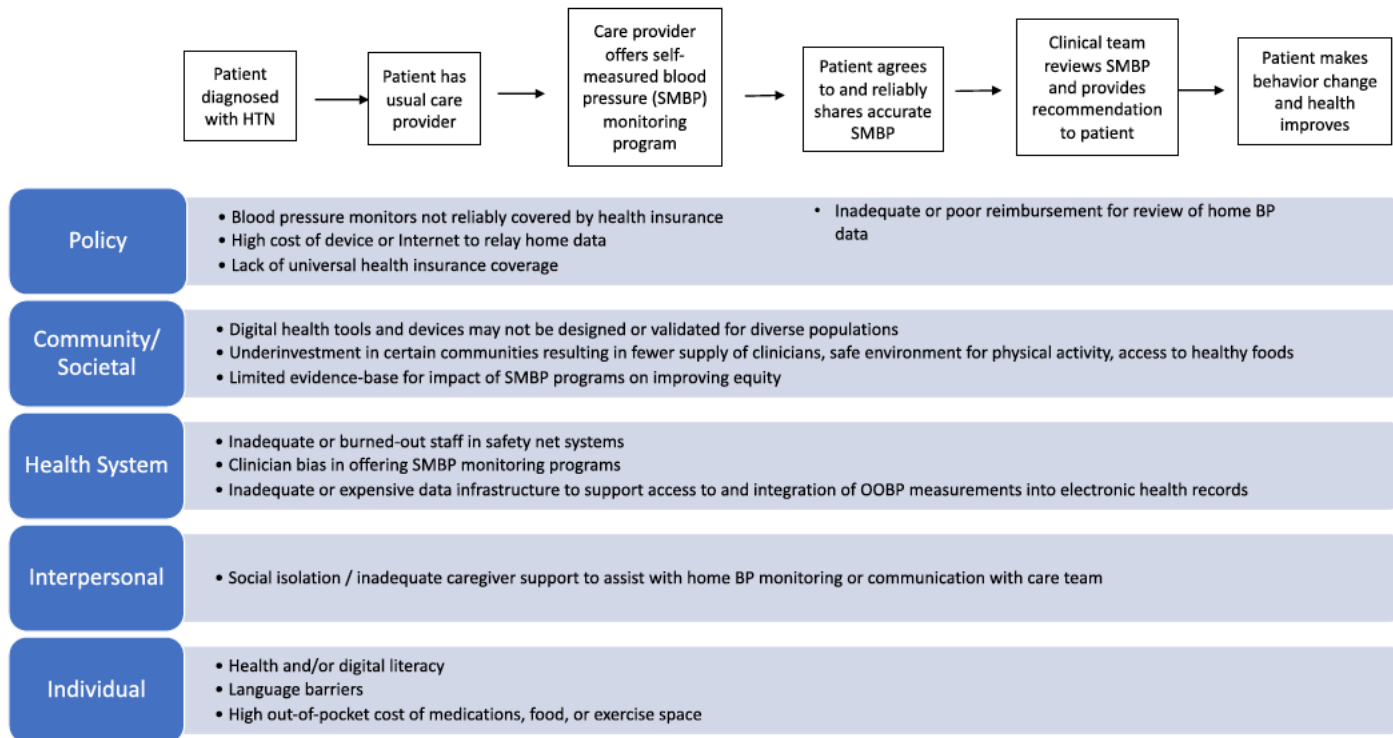 Patient
diagnosed
with HTN
Patient has
usual care
provider
Care provider
offers self-
measured blood
pressure (SMBP)
monitoring
program
Patient agrees
to and reliably
shares accurate
SMBP
Clinical team
reviews SMBP
and provides
recommendation
to patient
Patient makes
behavior change
and health
improves
Policy
• Blood pressure monitors not reliably covered by health insurance
• High cost of device or Internet to relay home data
• Lack of universal health insurance coverage
• Inadequate or poor reimbursement for review of home BP
data
Community/
Societal
• Digital health tools and devices may not be designed or validated for diverse populations
• Underinvestment in certain communities resulting in fewer supply of clinicians, safe environment for physical activity, access to healthy foods
• Limited evidence-base for impact of SMBP programs on improving equity
Health System
• Inadequate or burned-out staff in safety net systems
• Clinician bias in offering SMBP monitoring programs
• Inadequate or expensive data infrastructure to support access to and integration of OOBP measurements into electronic health records
Interpersonal
• Social isolation / inadequate caregiver support to assist with home BP monitoring or communication with care team
Individual
• Health and/or digital literacy
• Language barriers
• High out-of-pocket cost of medications, food, or exercise space